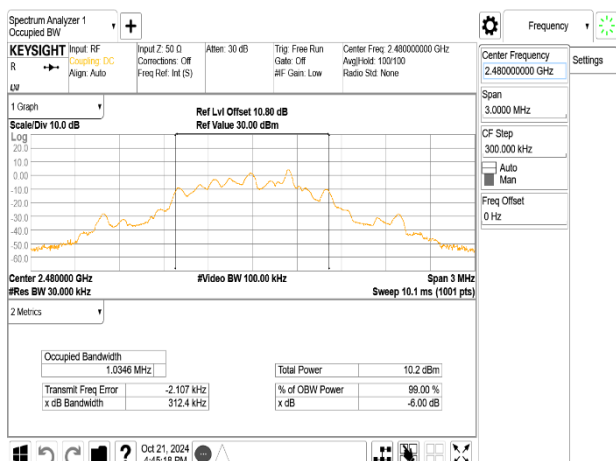 Spectrum Analyzer 1
Occupied BW
Frequency
KEYSIGHT
Input: RF
Coupling: DC
Align: Auto
Input Z: 50 Ω
Corrections: Off
Freq Ref: Int (S)
Atten: 30 dB
Trig: Free Run
Gate: Off
#IF Gain: Low
Center Freq: 2.480000000 GHz
Avg|Hold: 100/100
Radio Std: None
R
Center Frequency
2.480000000 GHz
Settings
Span
3.0000 MHz
CF Step
300.000 kHz
Auto
Man
Freq Offset
0 Hz
1 Graph
Ref Lvl Offset 10.80 dB
Scale/Div 10.0 dB
Ref Value 30.00 dBm
Log
20.0
10.0
0.00
-10.0
-20.0
-30.0
-40.0
-50.0
-60.0
Center 2.480000 GHz
#Video BW 100.00 kHz
Span 3 MHz
#Res BW 30.000 kHz
Sweep 10.1 ms (1001 pts)
2 Metrics
Occupied Bandwidth
1.0346 MHz
Total Power 10.2 dBm
Transmit Freq Error -2.107 kHz
% of OBW Power 99.00 %
x dB Bandwidth 312.4 kHz
x dB -6.00 dB
Oct 21, 2024
4:45:18 PM